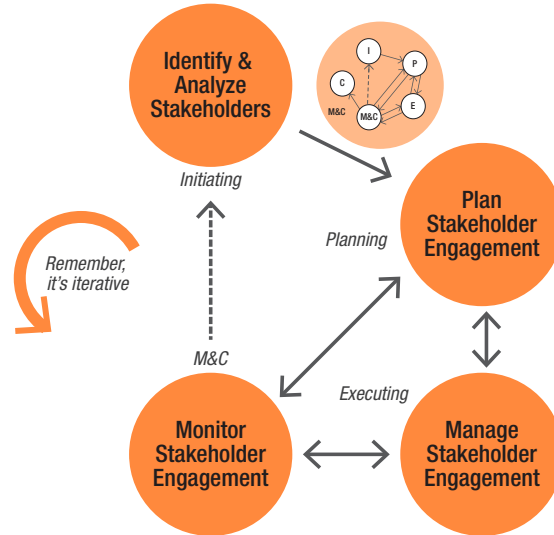 Identify &
Analyze
Stakeholders
Initiating
I
P
C
E
M&C
M&C
Plan
Stakeholder
Engagement
Planning
Remember,
it's iterative
M&C
Executing
Monitor
Stakeholder
Engagement
Manage
Stakeholder
Engagement